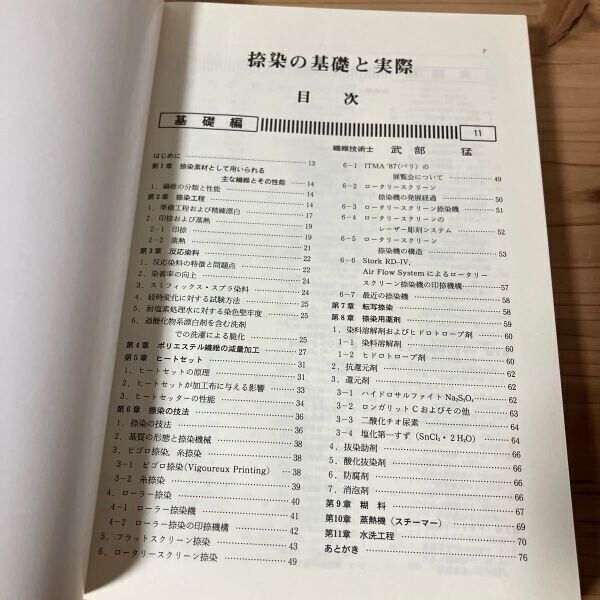 捺染の基礎と実際
目次
基礎編 11
繊維技術士 武部 猛
はじめに 13
第1章 捺染素材として用いられる
主な繊維とその性能 14
1. 繊維の分類と性能 14
第2章 捺染工程 17
1. 準備工程および精練漂白 17
2. 印捺および蒸熱 19
2-1 印捺 19
2-2 蒸熱 21
第3章 反応染料 22
1. 反応染料の特徴と問題点 22
2. 染着率の向上 24
3. スミフィックス・スプラ染料 24
4. 経時変化に対する試験方法 25
5. 耐塩素処理水に対する染色堅牢度 25
6. 過酸化物系漂白剤を含む洗剤
での洗濯による脆化 25
第4章 ポリエステル繊維の減量加工 27
第5章 ヒートセット 31
1. ヒートセットの原理 31
2. ヒートセットが加工布に与える影響 33
3. ヒートセッターの性能 34
第6章 捺染の技法 36
1. 捺染の技法 36
2. 基質の形態と捺染機械 38
3. ビゴロ捺染, 糸捺染 38
3-1 ビゴロ捺染(Vigoureux Printing) 38
3-2 糸捺染 39
4. ローラー捺染 40
4-1 ローラー捺染機 40
4-2 ローラー捺染の印捺機構 42
5. フラットスクリーン捺染 43
6. ロータリースクリーン捺染 49
6-1 ITMA '87(パリ)の
展覧会について 49
6-2 ロータリースクリーン
捺染機の発展経過 50
6-3 ロータリースクリーン捺染機 51
6-4 ロータリースクリーンの
レーザー彫刻システム 52
6-5 ロータリースクリーン
捺染機の構造 53
6-6 Stork RD-IV,
Air Flow System によるロータリー
スクリーン捺染機の印捺機構 57
6-7 最近の捺染機 58
第7章 転写捺染 59
第8章 捺染用薬剤 60
1. 染料溶解剤およびヒドロトロープ剤 60
1-1 染料溶解剤 60
1-2 ヒドロトロープ剤 60
2. 抗還元剤 62
3. 還元剤 62
3-1 ハイドロサルファイトNa₂S₂O₄ 62
3-2 ロンガリットCおよびその他 63
3-3 二酸化チオ尿素 64
3-4 塩化第一すず(SnCl₂・2H₂O) 64
4. 抜染助剤 66
5. 酸化抜染剤 66
6. 防腐剤 66
7. 消泡剤 66
第9章 糊料 67
第10章 蒸熱機(スチーマー) 69
第11章 水洗工程 70
あとがき 76